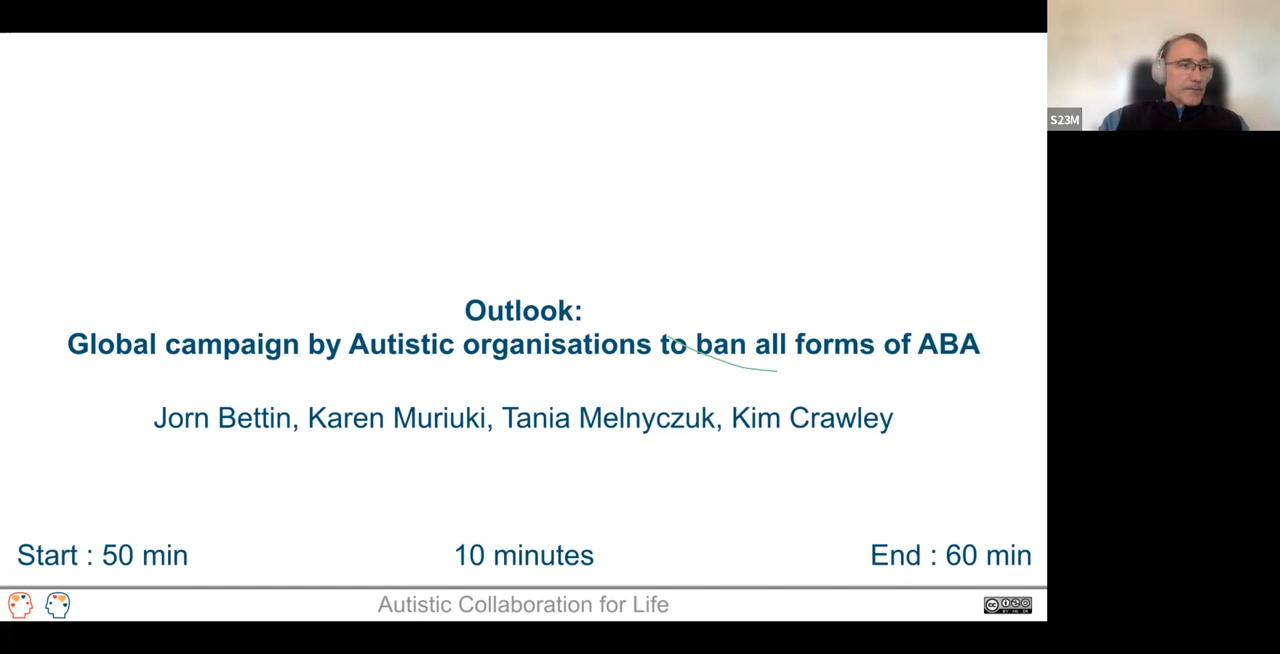 S23M
Outlook:
Global campaign by Autistic organisations to ban all forms of ABA
Jorn Bettin, Karen Muriuki, Tania Melnyczuk, Kim Crawley
Start : 50 min
10 minutes
End : 60 min
Autistic Collaboration for Life